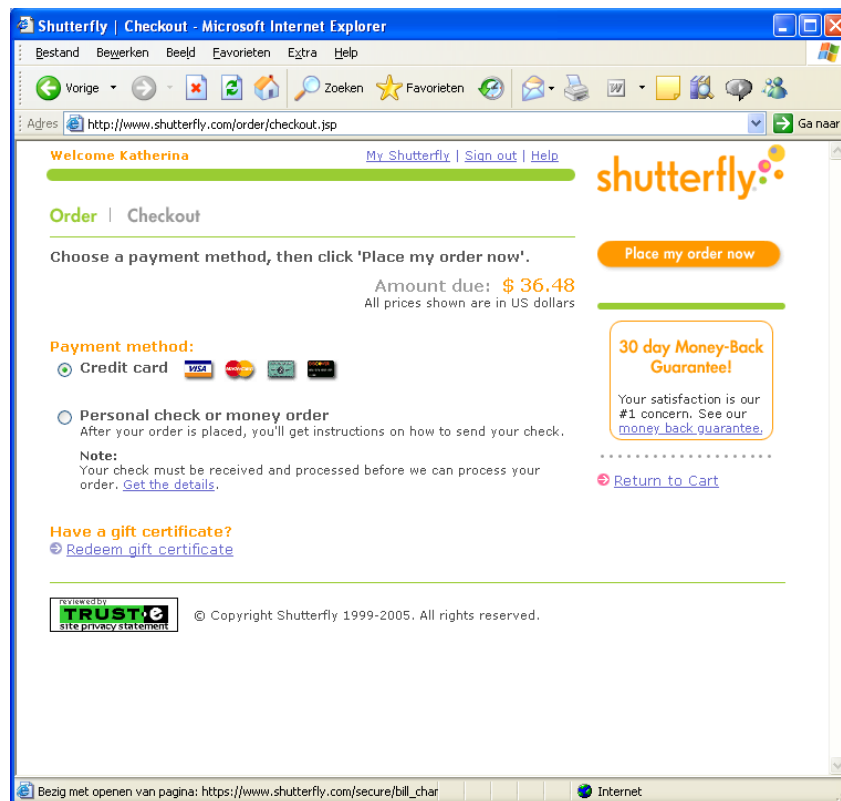 Shutterfly | Checkout - Microsoft Internet Explorer
Bestand Bewerken Beeld Favorieten Extra Help
Vorige Zoeken Favorieten
Adres http://www.shutterfly.com/order/checkout.jsp Ga naar
Welcome Katherina My Shutterfly | Sign out | Help
shutterfly
Order | Checkout
Choose a payment method, then click 'Place my order now'.
Place my order now
Amount due: $ 36.48
All prices shown are in US dollars
Payment method:
Credit card VISA
Personal check or money order
After your order is placed, you'll get instructions on how to send your check.
Note:
Your check must be received and processed before we can process your
order. Get the details.
30 day Money-Back
Guarantee!
Your satisfaction is our
#1 concern. See our
money back guarantee.
Return to Cart
Have a gift certificate?
Redeem gift certificate
reviewed by
TRUST·e
site privacy statement
© Copyright Shutterfly 1999-2005. All rights reserved.
Bezig met openen van pagina: https://www.shutterfly.com/secure/bill_char Internet